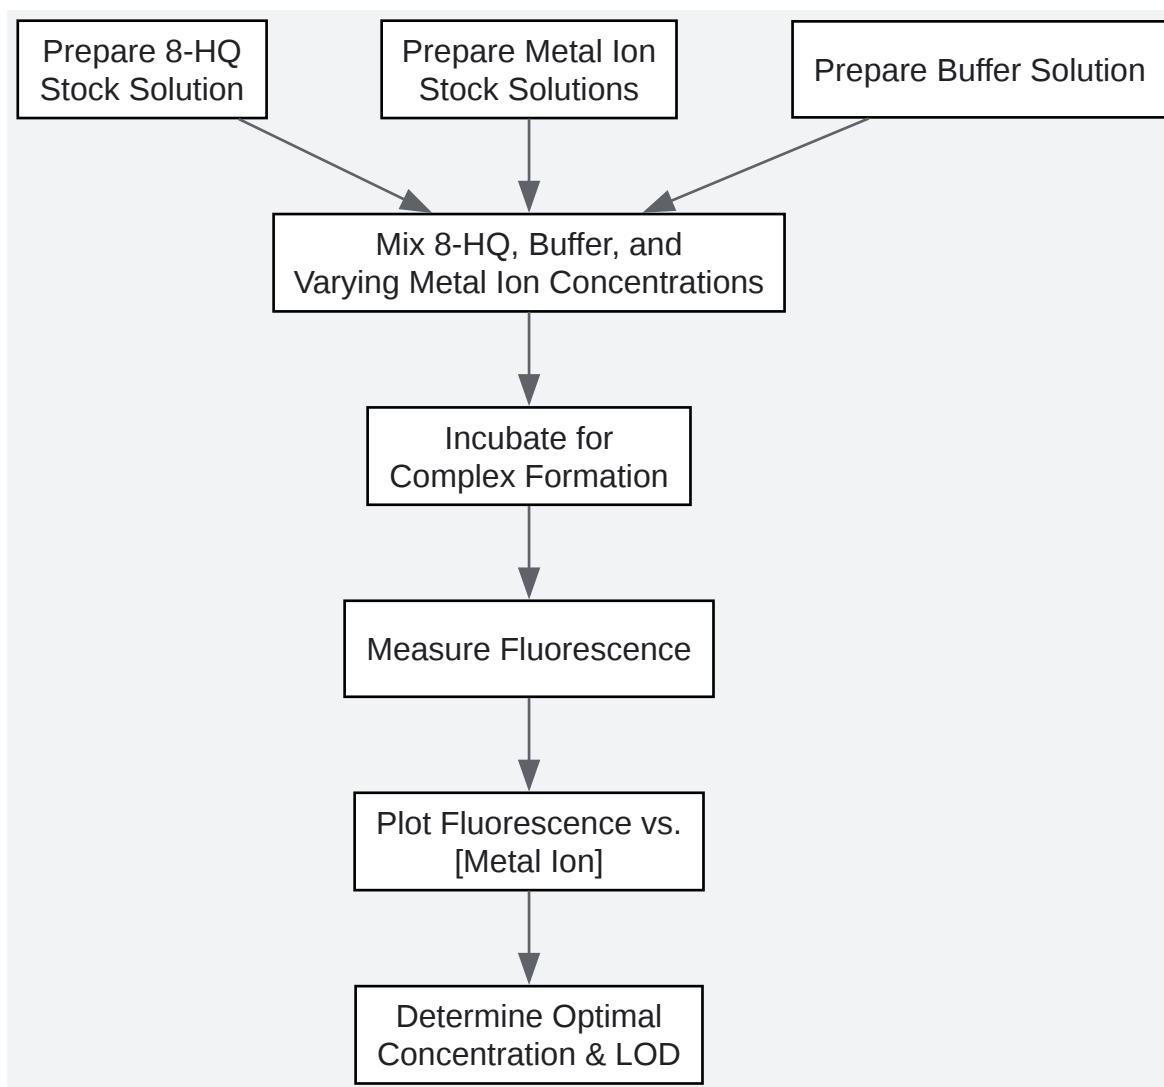 Prepare 8-HQ
Stock Solution
Prepare Metal Ion
Stock Solutions
Prepare Buffer Solution
Mix 8-HQ, Buffer, and
Varying Metal Ion Concentrations
Incubate for
Complex Formation
Measure Fluorescence
Plot Fluorescence vs.
[Metal Ion]
Determine Optimal
Concentration & LOD